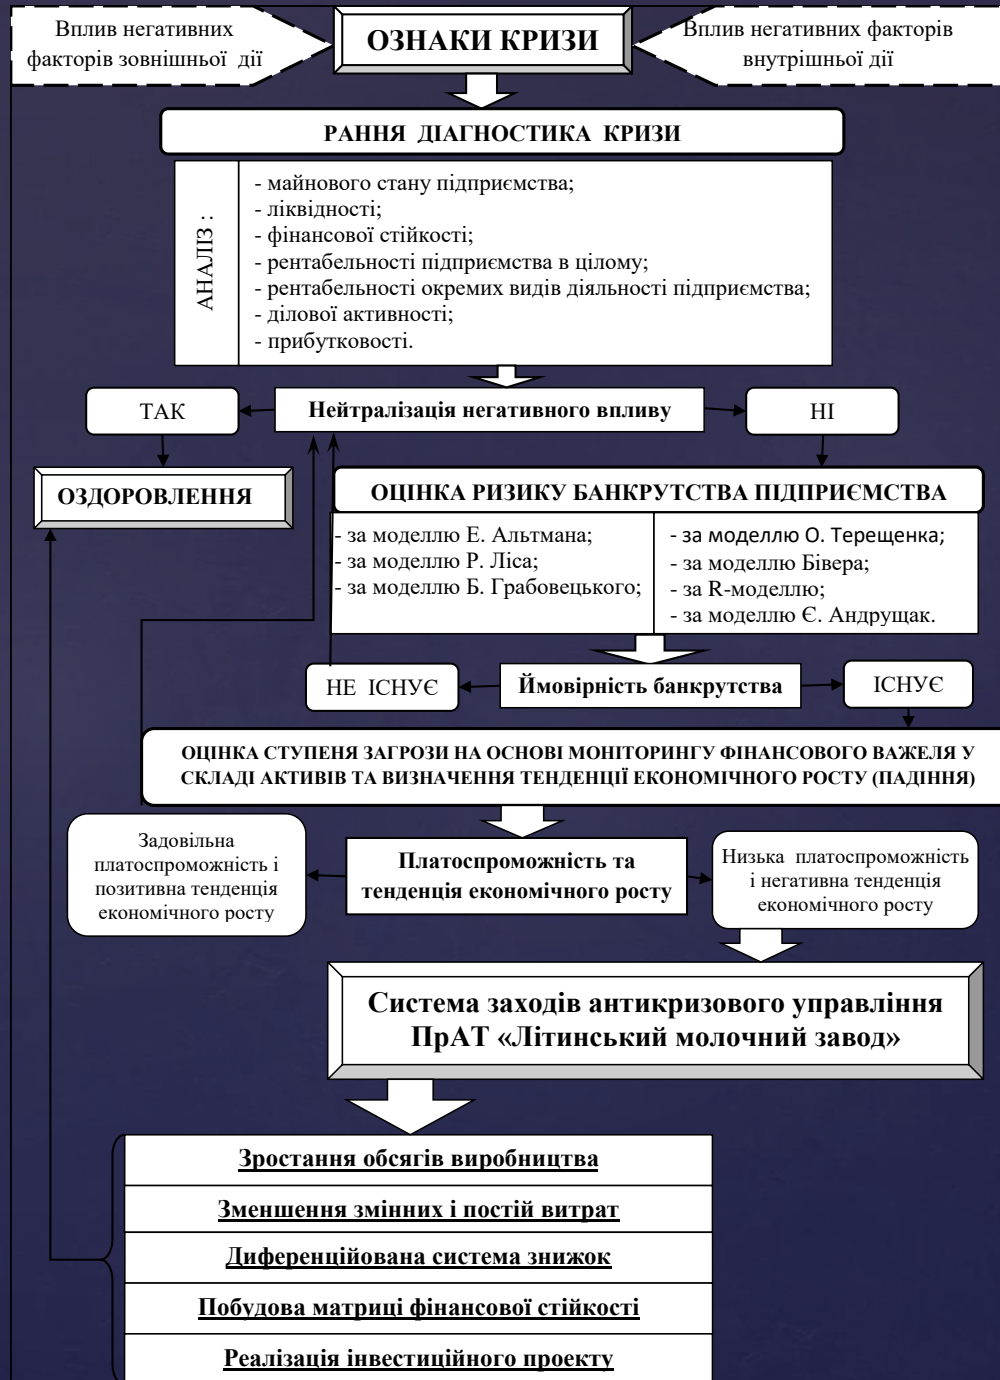 Вплив негативних
факторів зовнішньої дії
ОЗНАКИ КРИЗИ
Вплив негативних факторів
внутрішньої дії
РАННЯ ДІАГНОСТИКА КРИЗИ
АНАЛІЗ :
- майнового стану підприємства;
- ліквідності;
- фінансової стійкості;
- рентабельності підприємства в цілому;
- рентабельності окремих видів діяльності підприємства;
- ділової активності;
- прибутковості.
ТАК
Нейтралізація негативного впливу
НІ
ОЗДОРОВЛЕННЯ
ОЦІНКА РИЗИКУ БАНКРУТСТВА ПІДПРИЄМСТВА
- за моделлю Е. Альтмана;
- за моделлю Р. Ліса;
- за моделлю Б. Грабовецького;
- за моделлю О. Терещенка;
- за моделлю Бівера;
- за R-моделлю;
- за моделлю Є. Андрущак.
НЕ ІСНУЄ
Ймовірність банкрутства
ІСНУЄ
ОЦІНКА СТУПЕНЯ ЗАГРОЗИ НА ОСНОВІ МОНІТОРИНГУ ФІНАНСОВОГО ВАЖЕЛЯ У
СКЛАДІ АКТИВІВ ТА ВИЗНАЧЕННЯ ТЕНДЕНЦІЇ ЕКОНОМІЧНОГО РОСТУ (ПАДІННЯ)
Задовільна
платоспроможність і
позитивна тенденція
економічного росту
Платоспроможність та
тенденція економічного росту
Низька платоспроможність
і негативна тенденція
економічного росту
Система заходів антикризового управління
ПрАТ «Літинський молочний завод»
Зростання обсягів виробництва
Зменшення змінних і постій витрат
Диференційована система знижок
Побудова матриці фінансової стійкості
Реалізація інвестиційного проекту